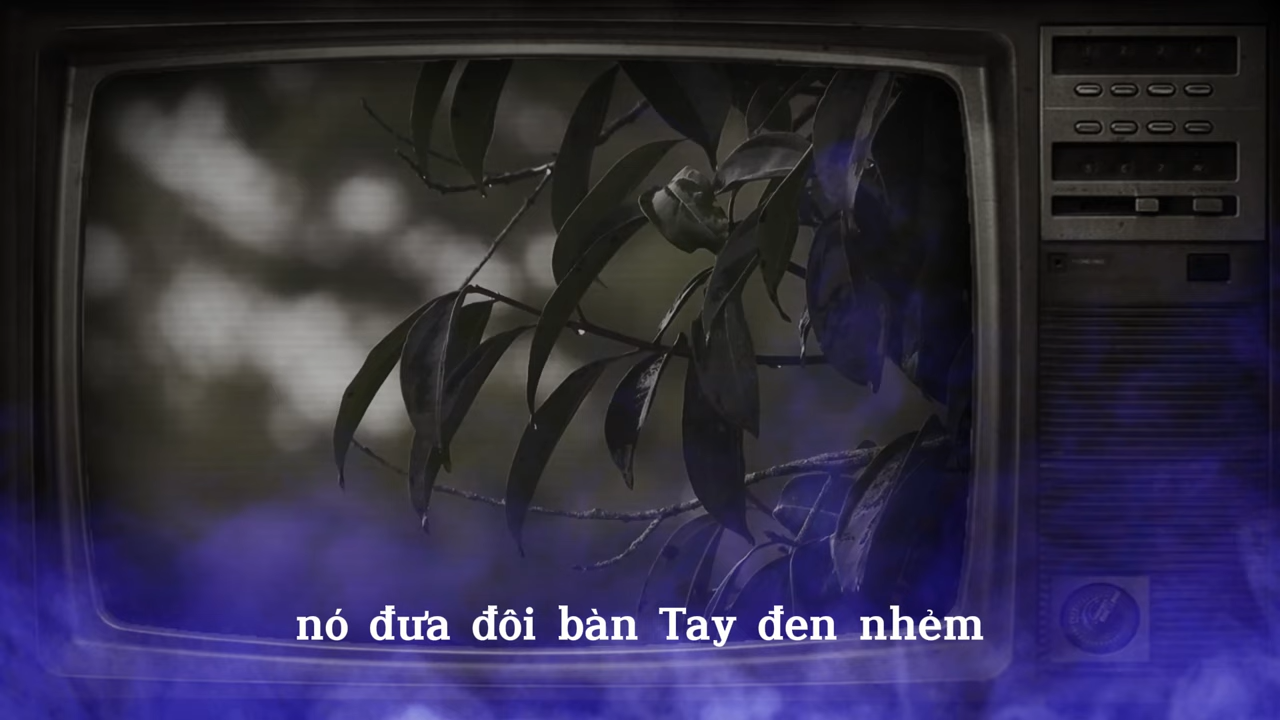 nó đưa đôi bàn Tay đen nhẻm